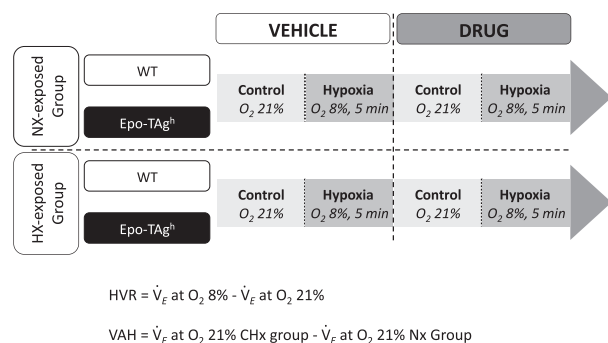 VEHICLE DRUG
NX-exposed Group
WT
Epo-TAgʰ
Control Hypoxia Control Hypoxia
O₂ 21% O₂ 8%, 5 min O₂ 21% O₂ 8%, 5 min
HX-exposed Group
WT
Epo-TAgʰ
Control Hypoxia Control Hypoxia
O₂ 21% O₂ 8%, 5 min O₂ 21% O₂ 8%, 5 min
HVR = V̇E at O₂ 8% - V̇E at O₂ 21%
VAH = V̇E at O₂ 21% CHx group - V̇E at O₂ 21% Nx Group